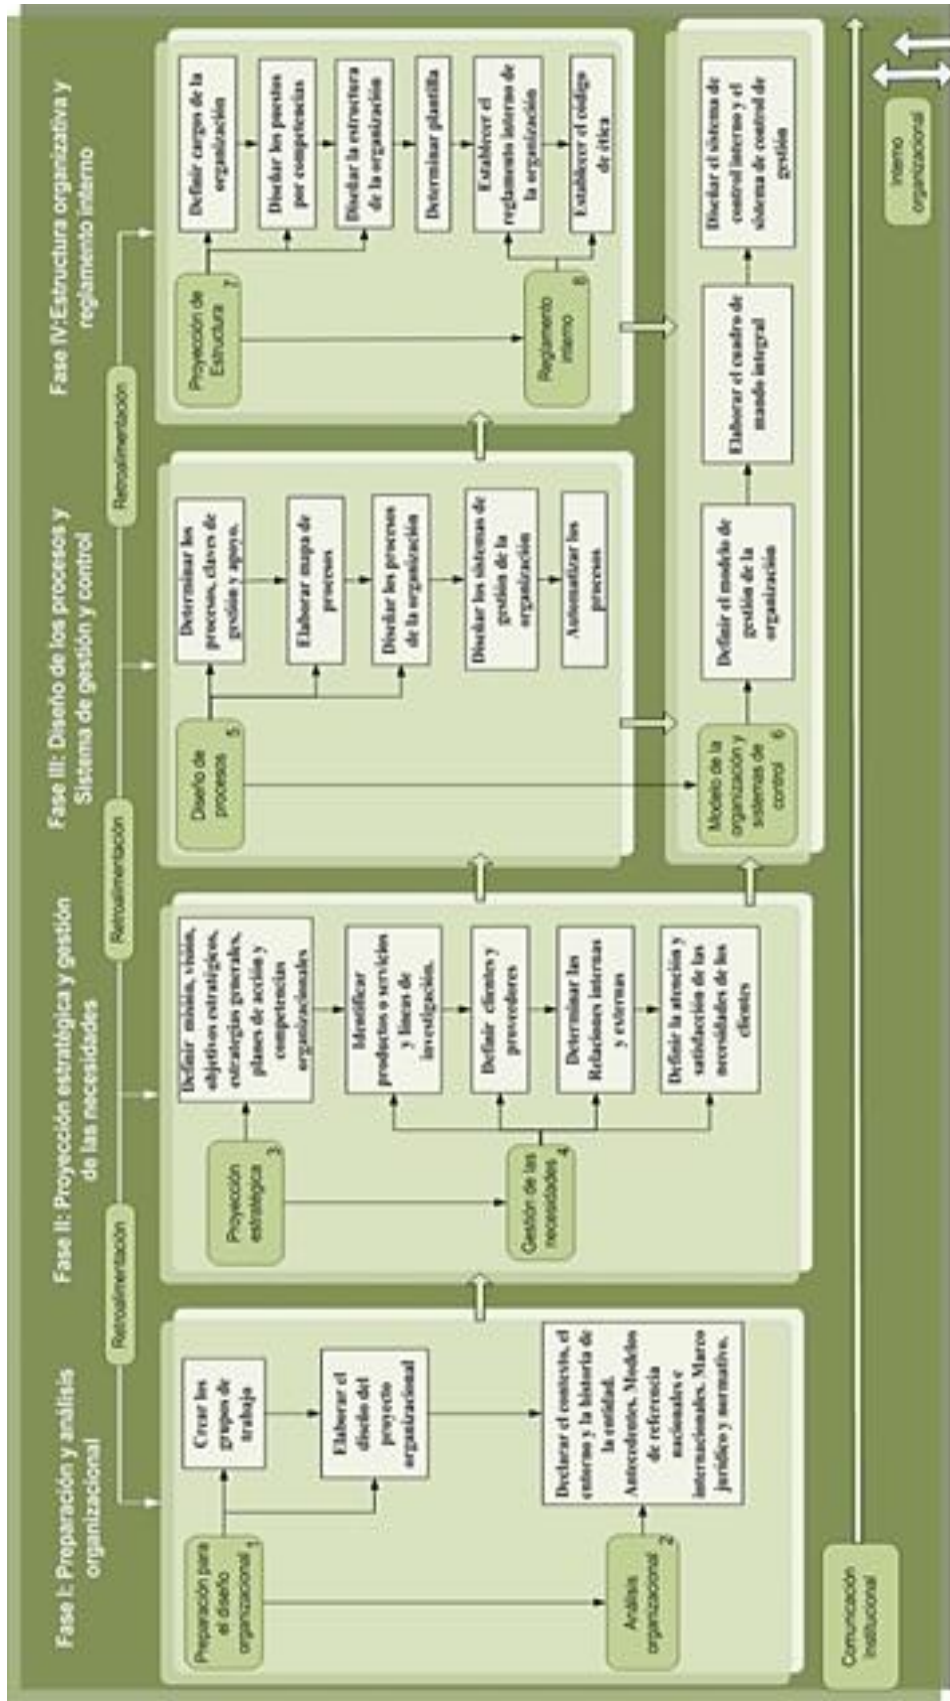 Fase I: Preparación y análisis
organizacional
Fase II: Proyección estratégica y gestión
de las necesidades
Fase III: Diseño de los procesos y
Sistema de gestión y control
Fase IV:Estructura organizativa y
reglamento interno
Retroalimentación
Retroalimentación
Retroalimentación
Preparación para
el diseño
organizacional
1
Crear los
grupos de
trabajo
Elaborar el
diseño del
proyecto
organizacional
Análisis
organizacional
2
Declarar el contexto, el
entorno y la historia de
la entidad.
Antecedentes. Modelos
de referencia
nacionales e
internacionales. Marco
jurídico y normativo.
Proyección
estratégica
3
Definir misión, visión,
objetivos estratégicos,
estrategias generales,
planes de acción y
competencias
organizacionales
Gestión de las
necesidades
4
Identificar
productos o servicios
y líneas de
investigación.
Definir clientes y
proveedores
Determinar las
Relaciones internas
y externas
Definir la atención y
satisfacción de las
necesidades de los
clientes
Diseño de
procesos
5
Determinar los
procesos, claves de
gestión y apoyo.
Elaborar mapa de
procesos
Diseñar los procesos
de la organización
Diseñar los sistemas de
gestión de la
organización
Automatizar los
procesos
Modelo de la
organización y
sistemas de
control
6
Definir el modelo de
gestión de la
organización
Elaborar el cuadro de
mando integral
Diseñar el sistema de
control interno y el
sistema de control de
gestión
Proyección de
Estructura
7
Definir cargos de la
organización
Diseñar los puestos
por competencias
Diseñar la estructura
de la organización
Determinar plantilla
Reglamento
interno
8
Establecer el
reglamento interno de
la organización
Establecer el código
de ética
Comunicación
Institucional
Interno
organizacional